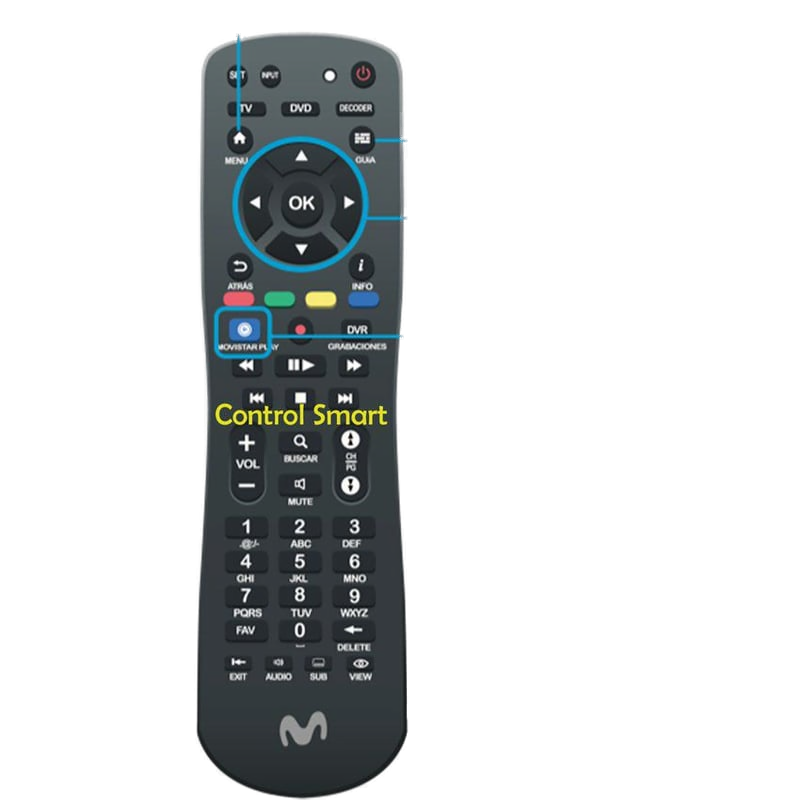 SET INPUT
TV DVD DECODER
MENU GUíA
OK
ATRÁS i INFO
MOVISTAR PLAY DVR GRABACIONES
Control Smart
+ VOL −
BUSCAR
CH PG
MUTE
1 2 3
.@:/- ABC DEF
4 5 6
GHI JKL MNO
7 8 9
PQRS TUV WXYZ
FAV 0
DELETE
EXIT AUDIO SUB VIEW